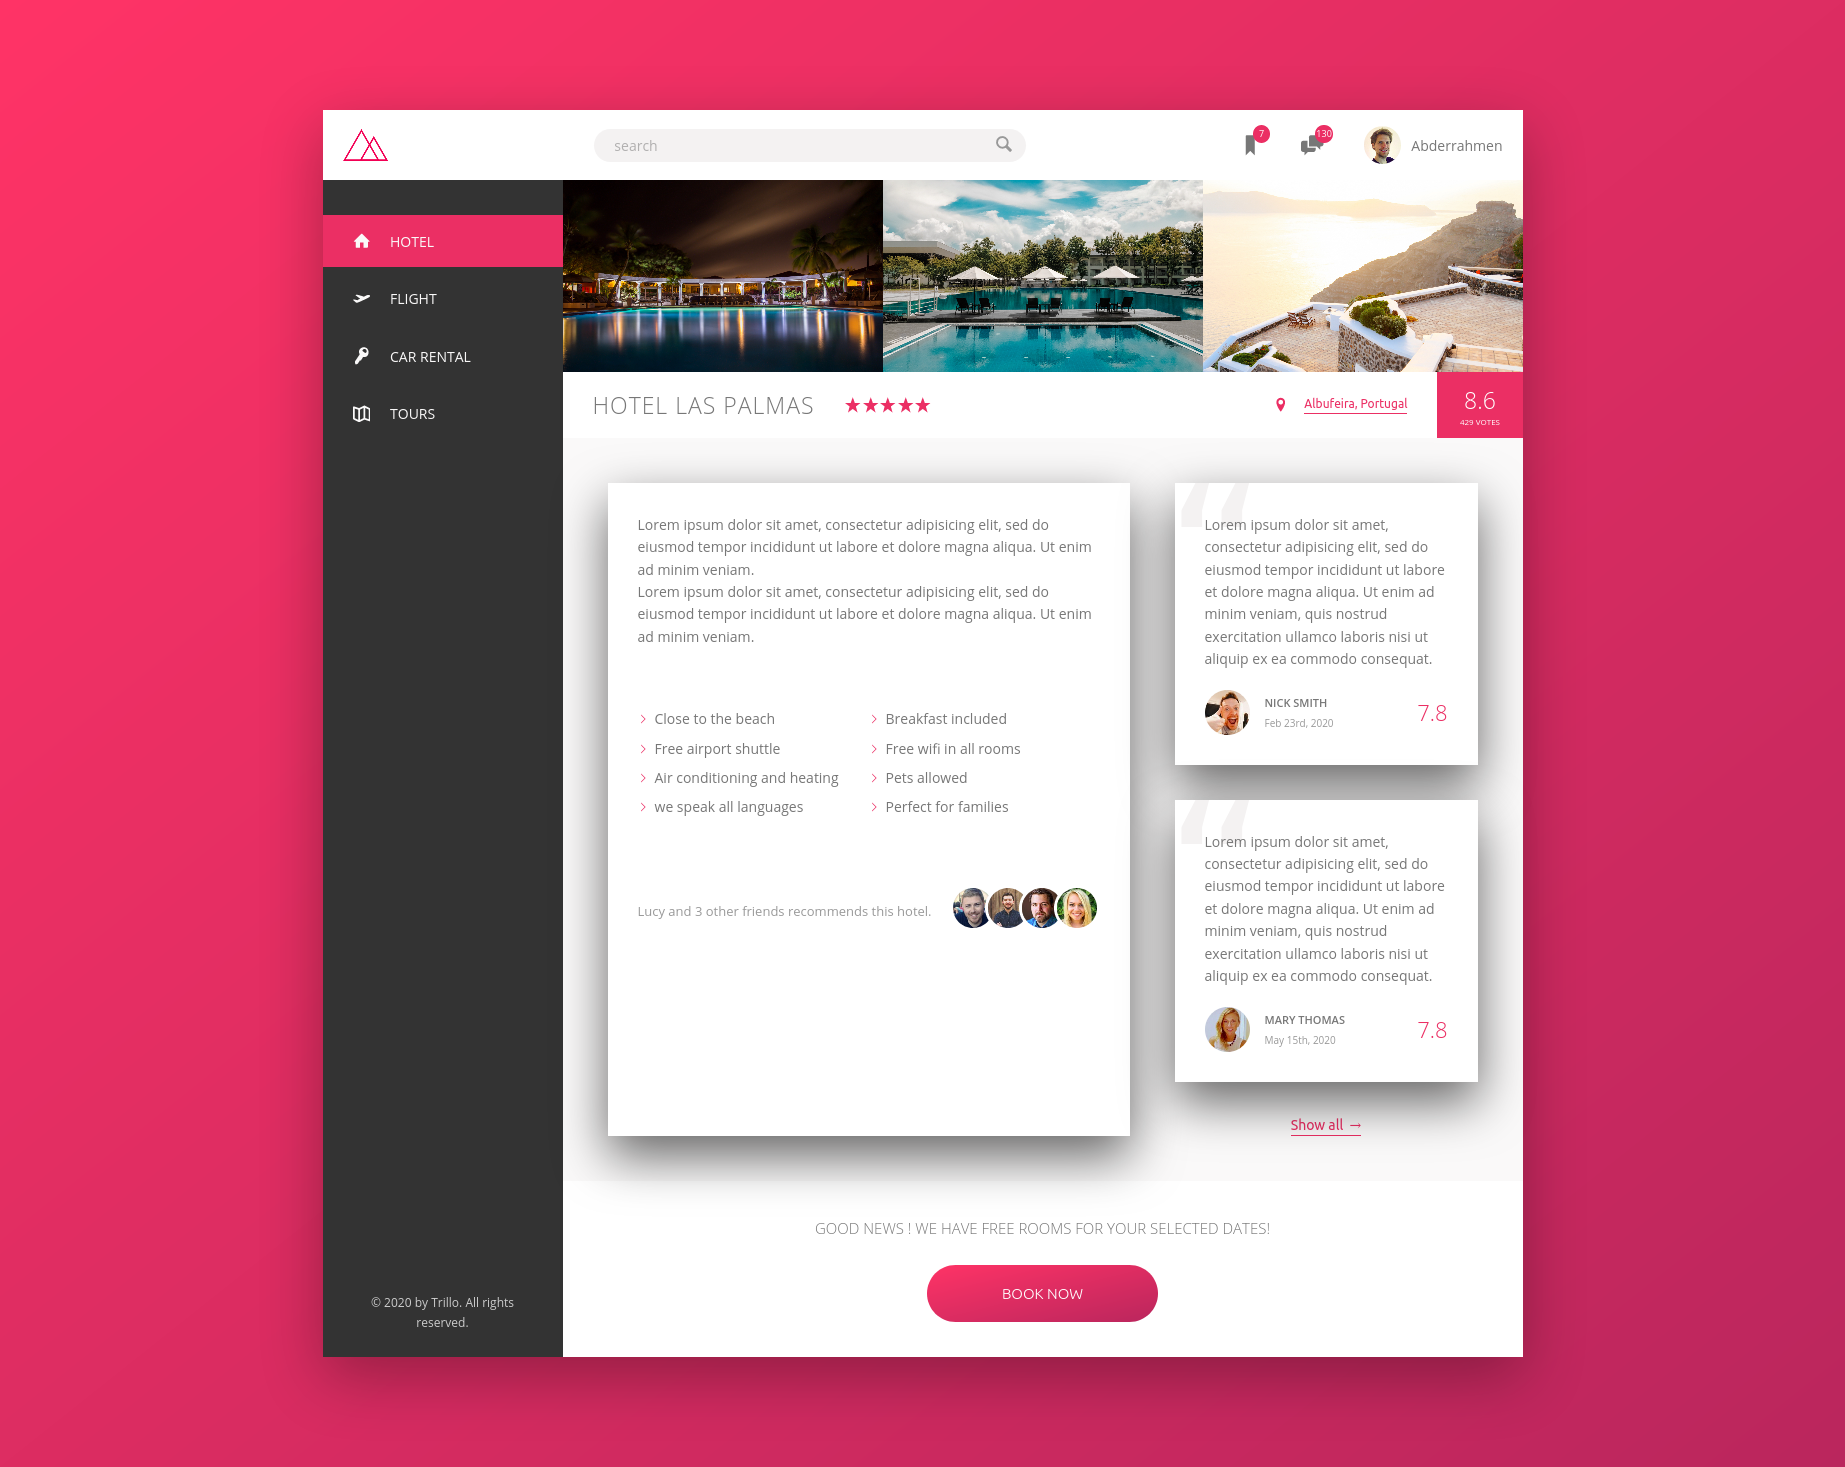 search
7
130
Abderrahmen
HOTEL
FLIGHT
CAR RENTAL
TOURS
© 2020 by Trillo. All rights
reserved.
HOTEL LAS PALMAS
Albufeira, Portugal
8.6
429 VOTES
Lorem ipsum dolor sit amet, consectetur adipisicing elit, sed do
eiusmod tempor incididunt ut labore et dolore magna aliqua. Ut enim
ad minim veniam.
Lorem ipsum dolor sit amet, consectetur adipisicing elit, sed do
eiusmod tempor incididunt ut labore et dolore magna aliqua. Ut enim
ad minim veniam.
Close to the beach
Breakfast included
Free airport shuttle
Free wifi in all rooms
Air conditioning and heating
Pets allowed
we speak all languages
Perfect for families
Lucy and 3 other friends recommends this hotel.
“
Lorem ipsum dolor sit amet,
consectetur adipisicing elit, sed do
eiusmod tempor incididunt ut labore
et dolore magna aliqua. Ut enim ad
minim veniam, quis nostrud
exercitation ullamco laboris nisi ut
aliquip ex ea commodo consequat.
NICK SMITH
Feb 23rd, 2020
7.8
“
Lorem ipsum dolor sit amet,
consectetur adipisicing elit, sed do
eiusmod tempor incididunt ut labore
et dolore magna aliqua. Ut enim ad
minim veniam, quis nostrud
exercitation ullamco laboris nisi ut
aliquip ex ea commodo consequat.
MARY THOMAS
May 15th, 2020
7.8
Show all →
GOOD NEWS ! WE HAVE FREE ROOMS FOR YOUR SELECTED DATES!
BOOK NOW